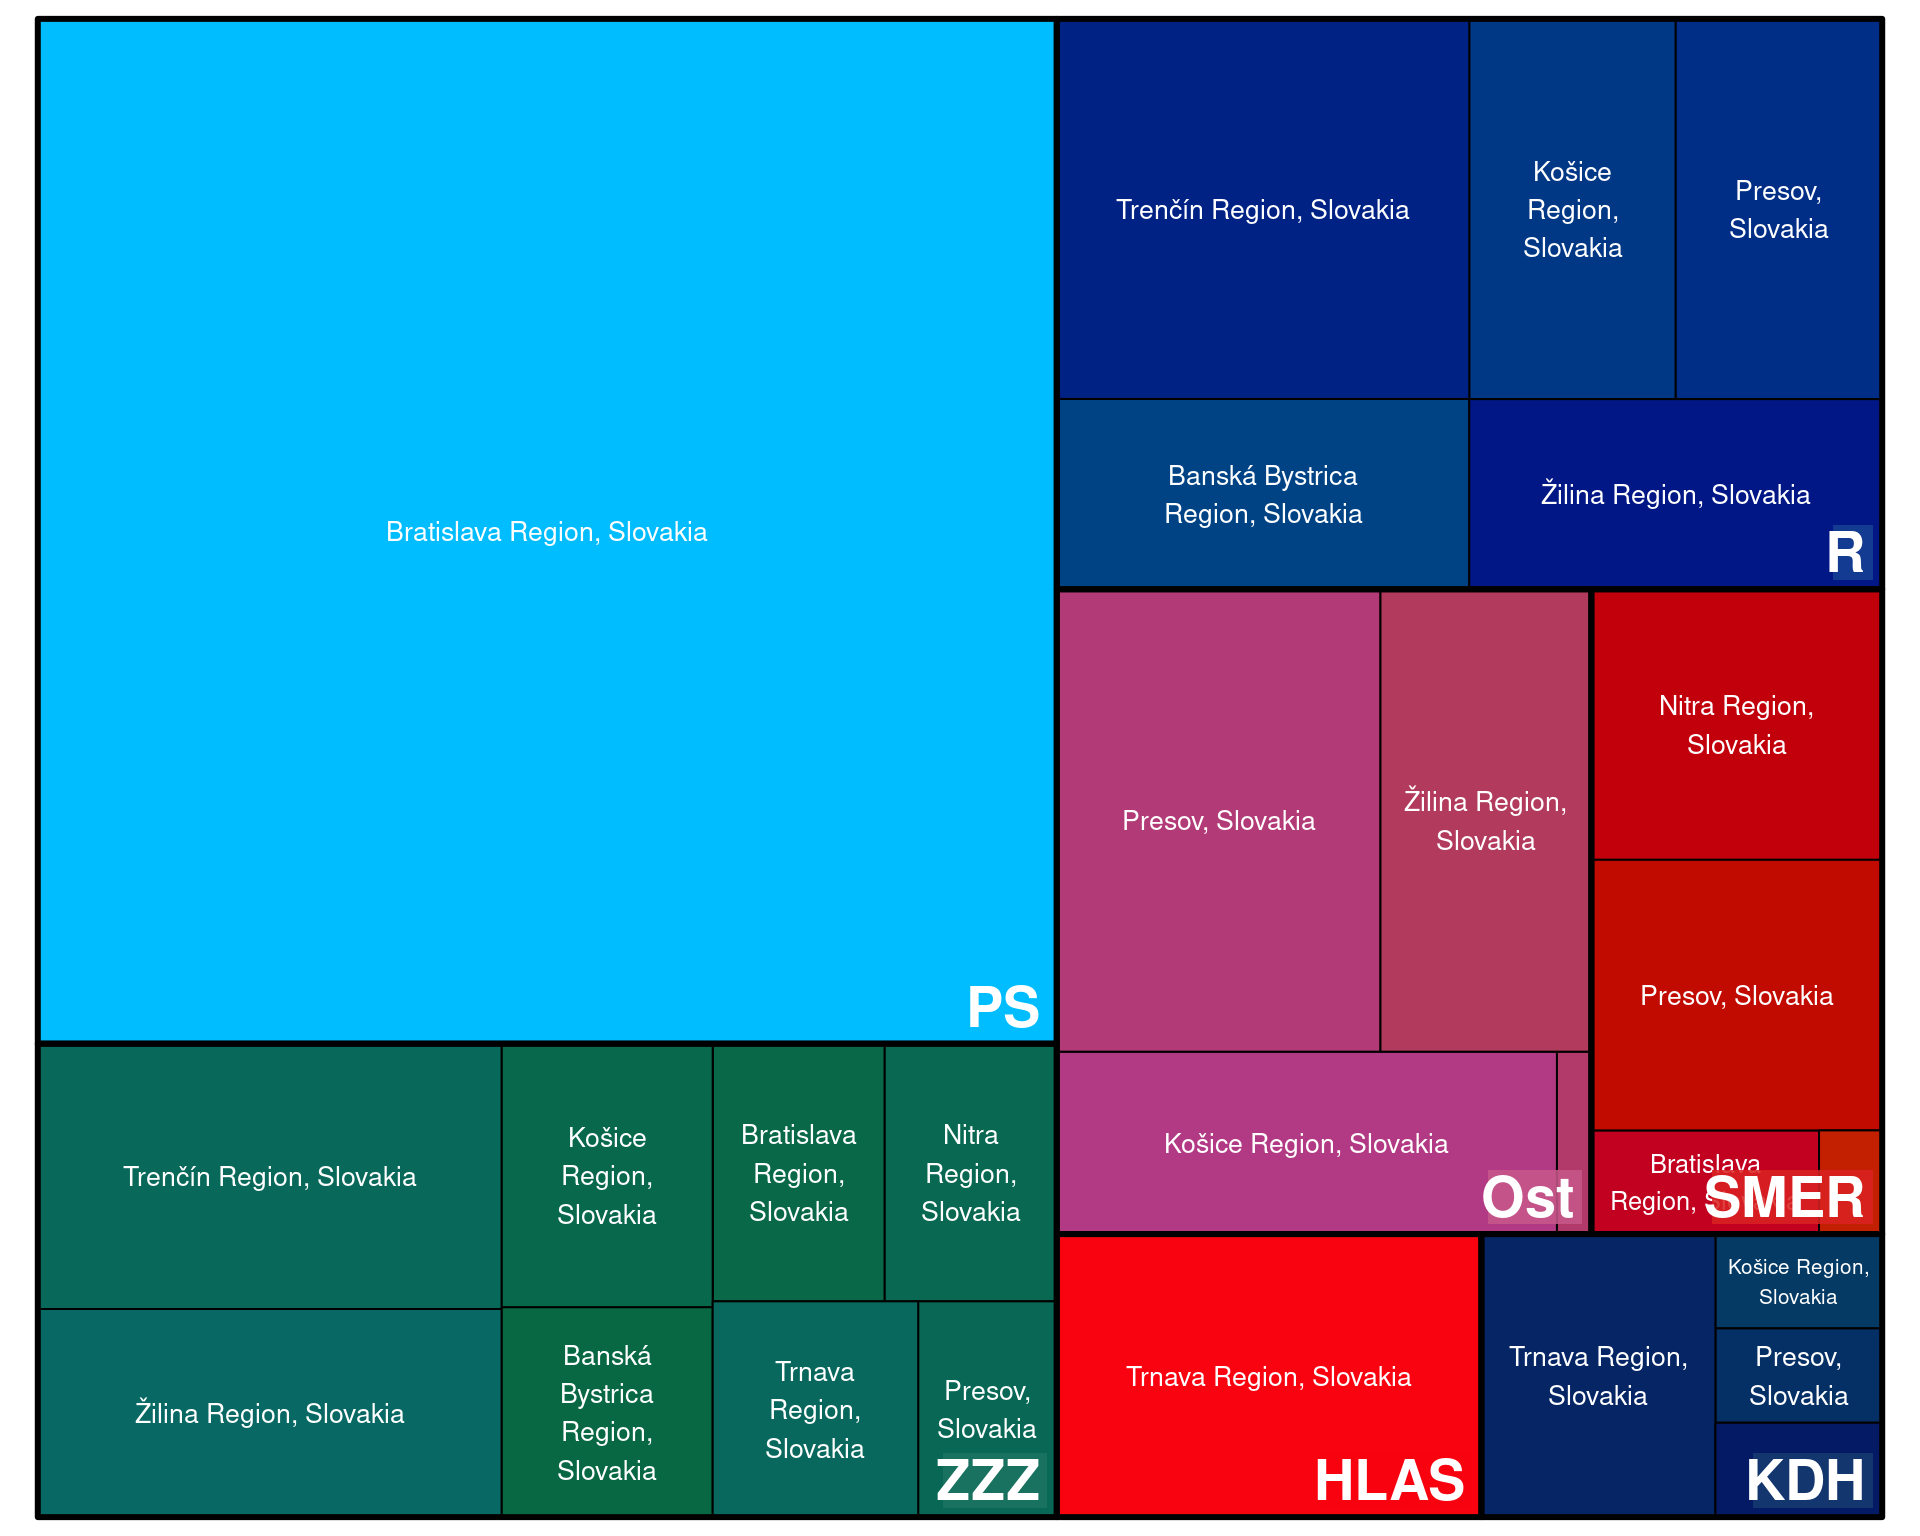 Bratislava Region, Slovakia
PS
Trenčín Region, Slovakia
Košice
Region,
Slovakia
Presov,
Slovakia
Banská Bystrica
Region, Slovakia
Žilina Region, Slovakia
R
Presov, Slovakia
Žilina Region,
Slovakia
Košice Region, Slovakia
Ost
Nitra Region,
Slovakia
Presov, Slovakia
Bratislava
Region,
SMER
Trenčín Region, Slovakia
Žilina Region, Slovakia
Košice
Region,
Slovakia
Banská
Bystrica
Region,
Slovakia
Bratislava
Region,
Slovakia
Nitra
Region,
Slovakia
Trnava
Region,
Slovakia
Presov,
Slovakia
ZZZ
Trnava Region, Slovakia
HLAS
Trnava Region,
Slovakia
Košice Region,
Slovakia
Presov,
Slovakia
KDH